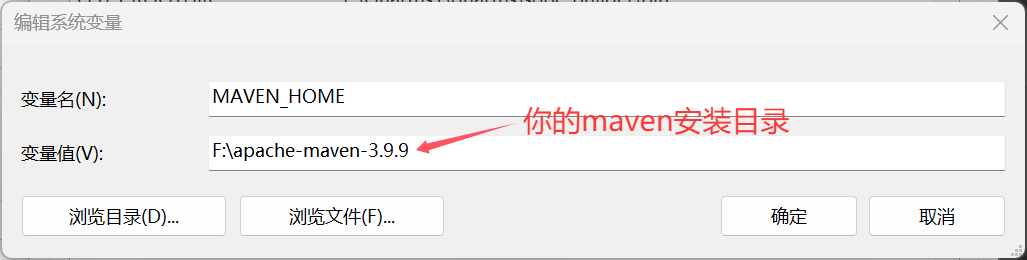 编辑系统变量
变量名(N):
MAVEN_HOME
你的maven安装目录
变量值(V):
F:\apache-maven-3.9.9
浏览目录(D)...
浏览文件(F)...
确定
取消